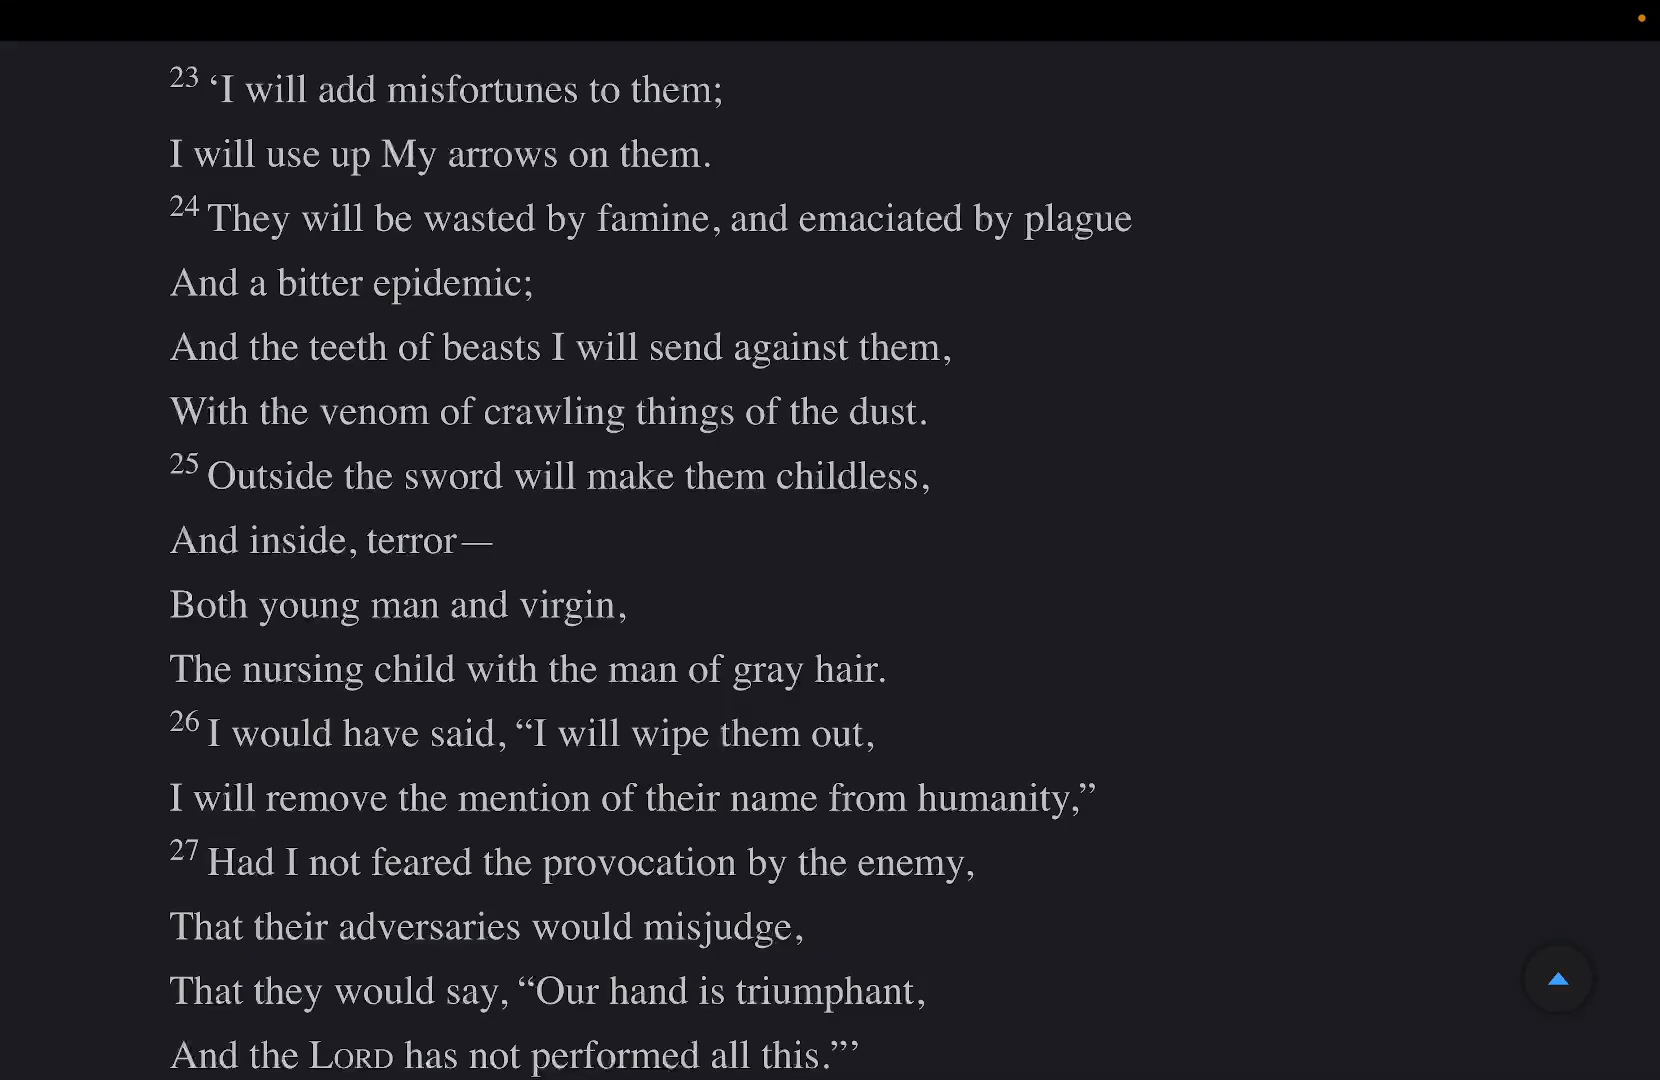 23 ‘I will add misfortunes to them;
I will use up My arrows on them.
24 They will be wasted by famine, and emaciated by plague
And a bitter epidemic;
And the teeth of beasts I will send against them,
With the venom of crawling things of the dust.
25 Outside the sword will make them childless,
And inside, terror—
Both young man and virgin,
The nursing child with the man of gray hair.
26 I would have said, “I will wipe them out,
I will remove the mention of their name from humanity,”
27 Had I not feared the provocation by the enemy,
That their adversaries would misjudge,
That they would say, “Our hand is triumphant,
And the LORD has not performed all this.”’